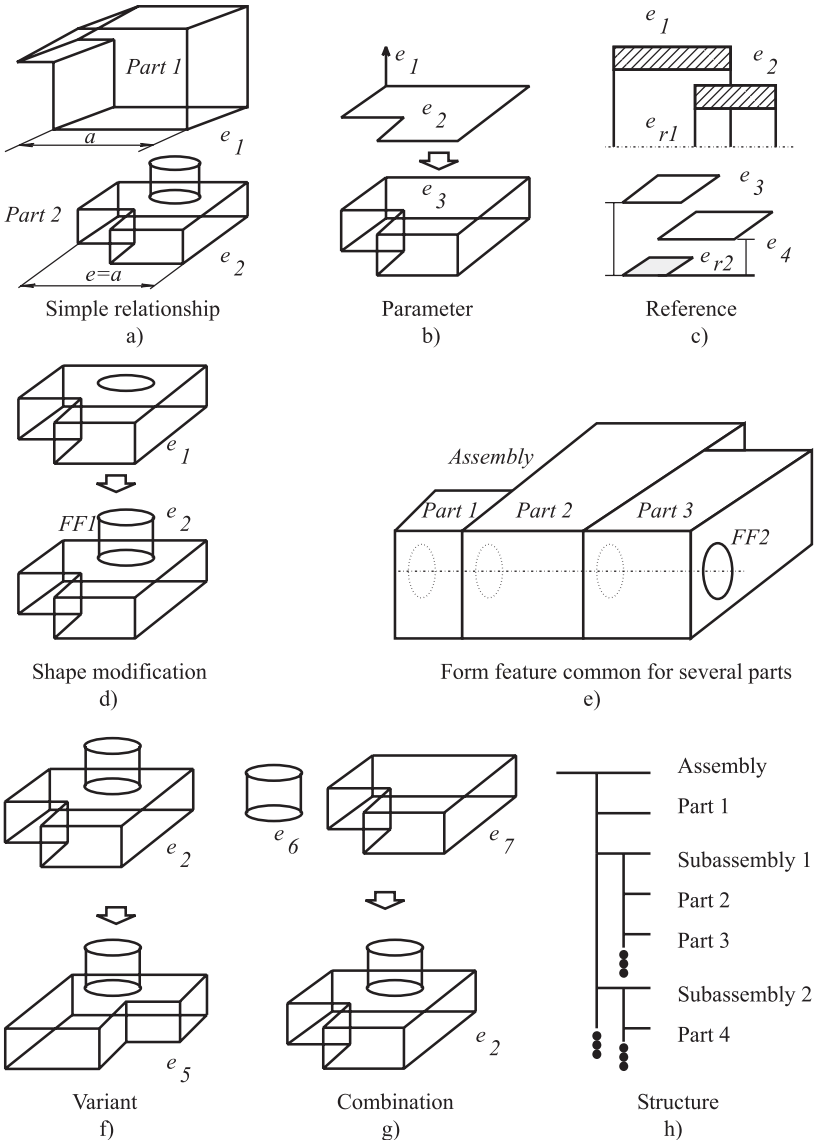 Part 1
a
e1
Part 2
e2
e=a
Simple relationship
a)
e1
e2
e3
Parameter
b)
e1
e2
er1
e3
e4
er2
Reference
c)
e1
FF1
e2
Shape modification
d)
Assembly
Part 1 Part 2 Part 3
FF2
Form feature common for several parts
e)
e2
e5
Variant
f)
e6
e7
e2
Combination
g)
Assembly
Part 1
Subassembly 1
Part 2
Part 3
Subassembly 2
Part 4
Structure
h)